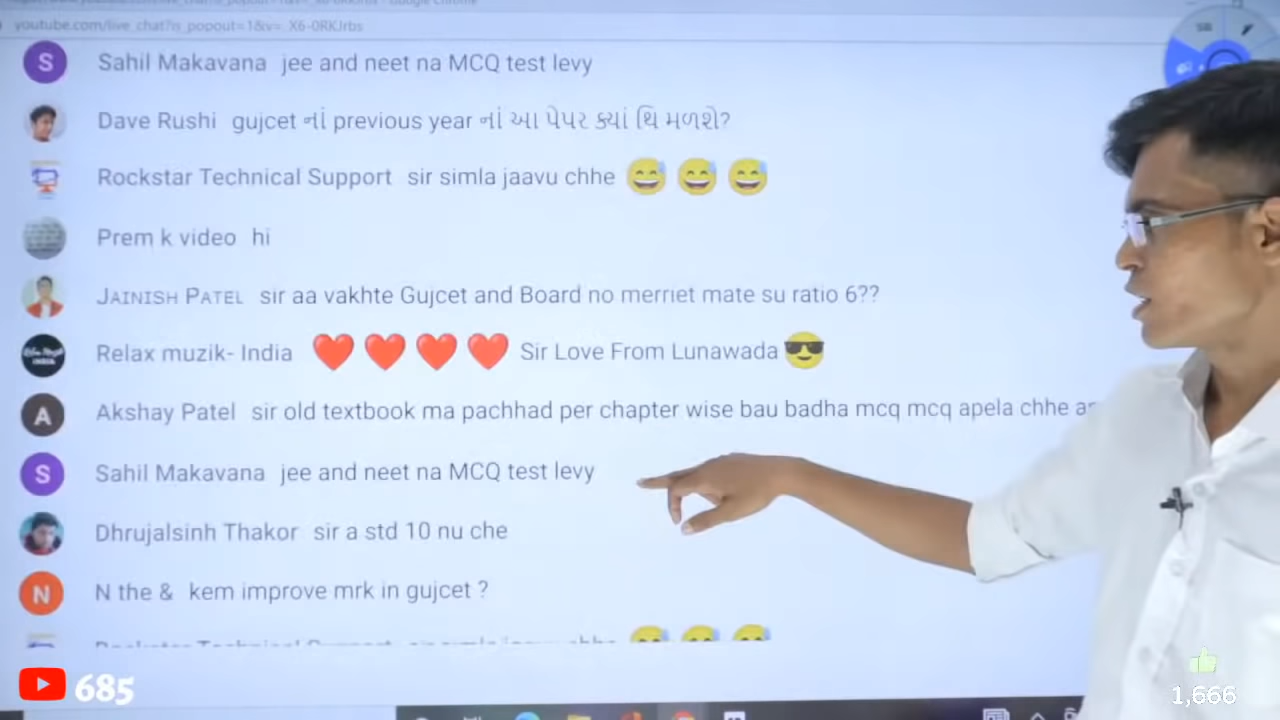 youtube.com/live_chat?is_popout=1&v=_X6-0RKJrbs
S Sahil Makavana jee and neet na MCQ test levy
Dave Rushi gujcet નાં previous year નાં આ પેપર ક્યાં થિ મળશે?
Rockstar Technical Support sir simla jaavu chhe 😅 😅 😅
Prem k video hi
JAINISH PATEL sir aa vakhte Gujcet and Board no merriet mate su ratio 6??
Relax muzik- India ❤️ ❤️ ❤️ ❤️ Sir Love From Lunawada 😎
A Akshay Patel sir old textbook ma pachhad per chapter wise bau badha mcq mcq apela chhe
S Sahil Makavana jee and neet na MCQ test levy
Dhrujalsinh Thakor sir a std 10 nu che
N N the & kem improve mrk in gujcet ?
685
1,666